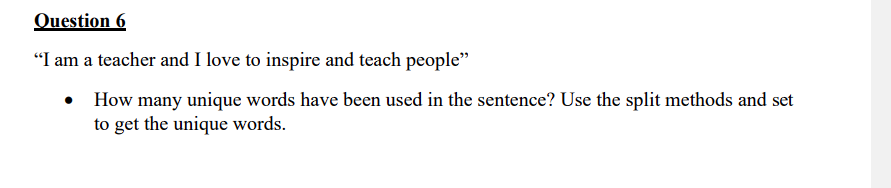 Question 6
“I am a teacher and I love to inspire and teach people”
• How many unique words have been used in the sentence? Use the split methods and set
to get the unique words.